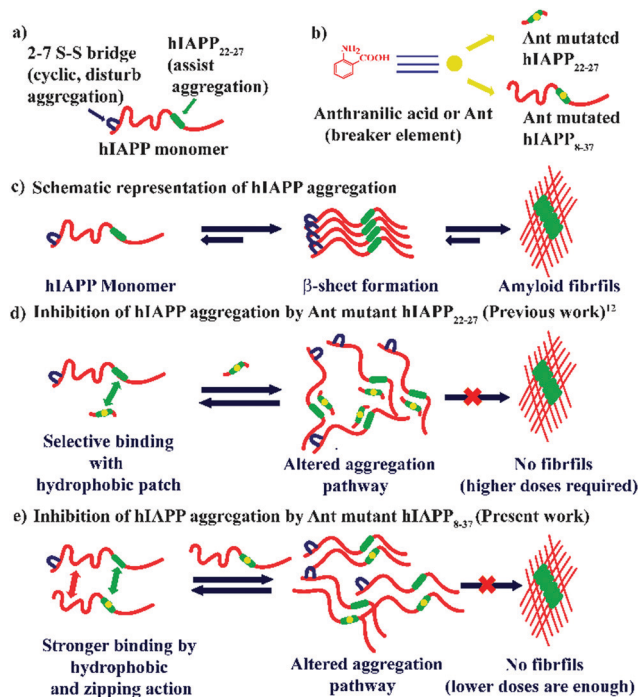 a)
2-7 S-S bridge
(cyclic, disturb
aggregation)
hIAPP22-27
(assist
aggregation)
hIAPP monomer
b)
NH2
COOH
Anthranilic acid or Ant
(breaker element)
Ant mutated
hIAPP22-27
Ant mutated
hIAPP8-37
c) Schematic representation of hIAPP aggregation
hIAPP Monomer
β-sheet formation
Amyloid fibrfils
d) Inhibition of hIAPP aggregation by Ant mutant hIAPP22-27 (Previous work)12
Selective binding
with
hydrophobic patch
Altered aggregation
pathway
No fibrfils
(higher doses required)
e) Inhibition of hIAPP aggregation by Ant mutant hIAPP8-37 (Present work)
Stronger binding by
hydrophobic
and zipping action
Altered aggregation
pathway
No fibrfils
(lower doses are enough)